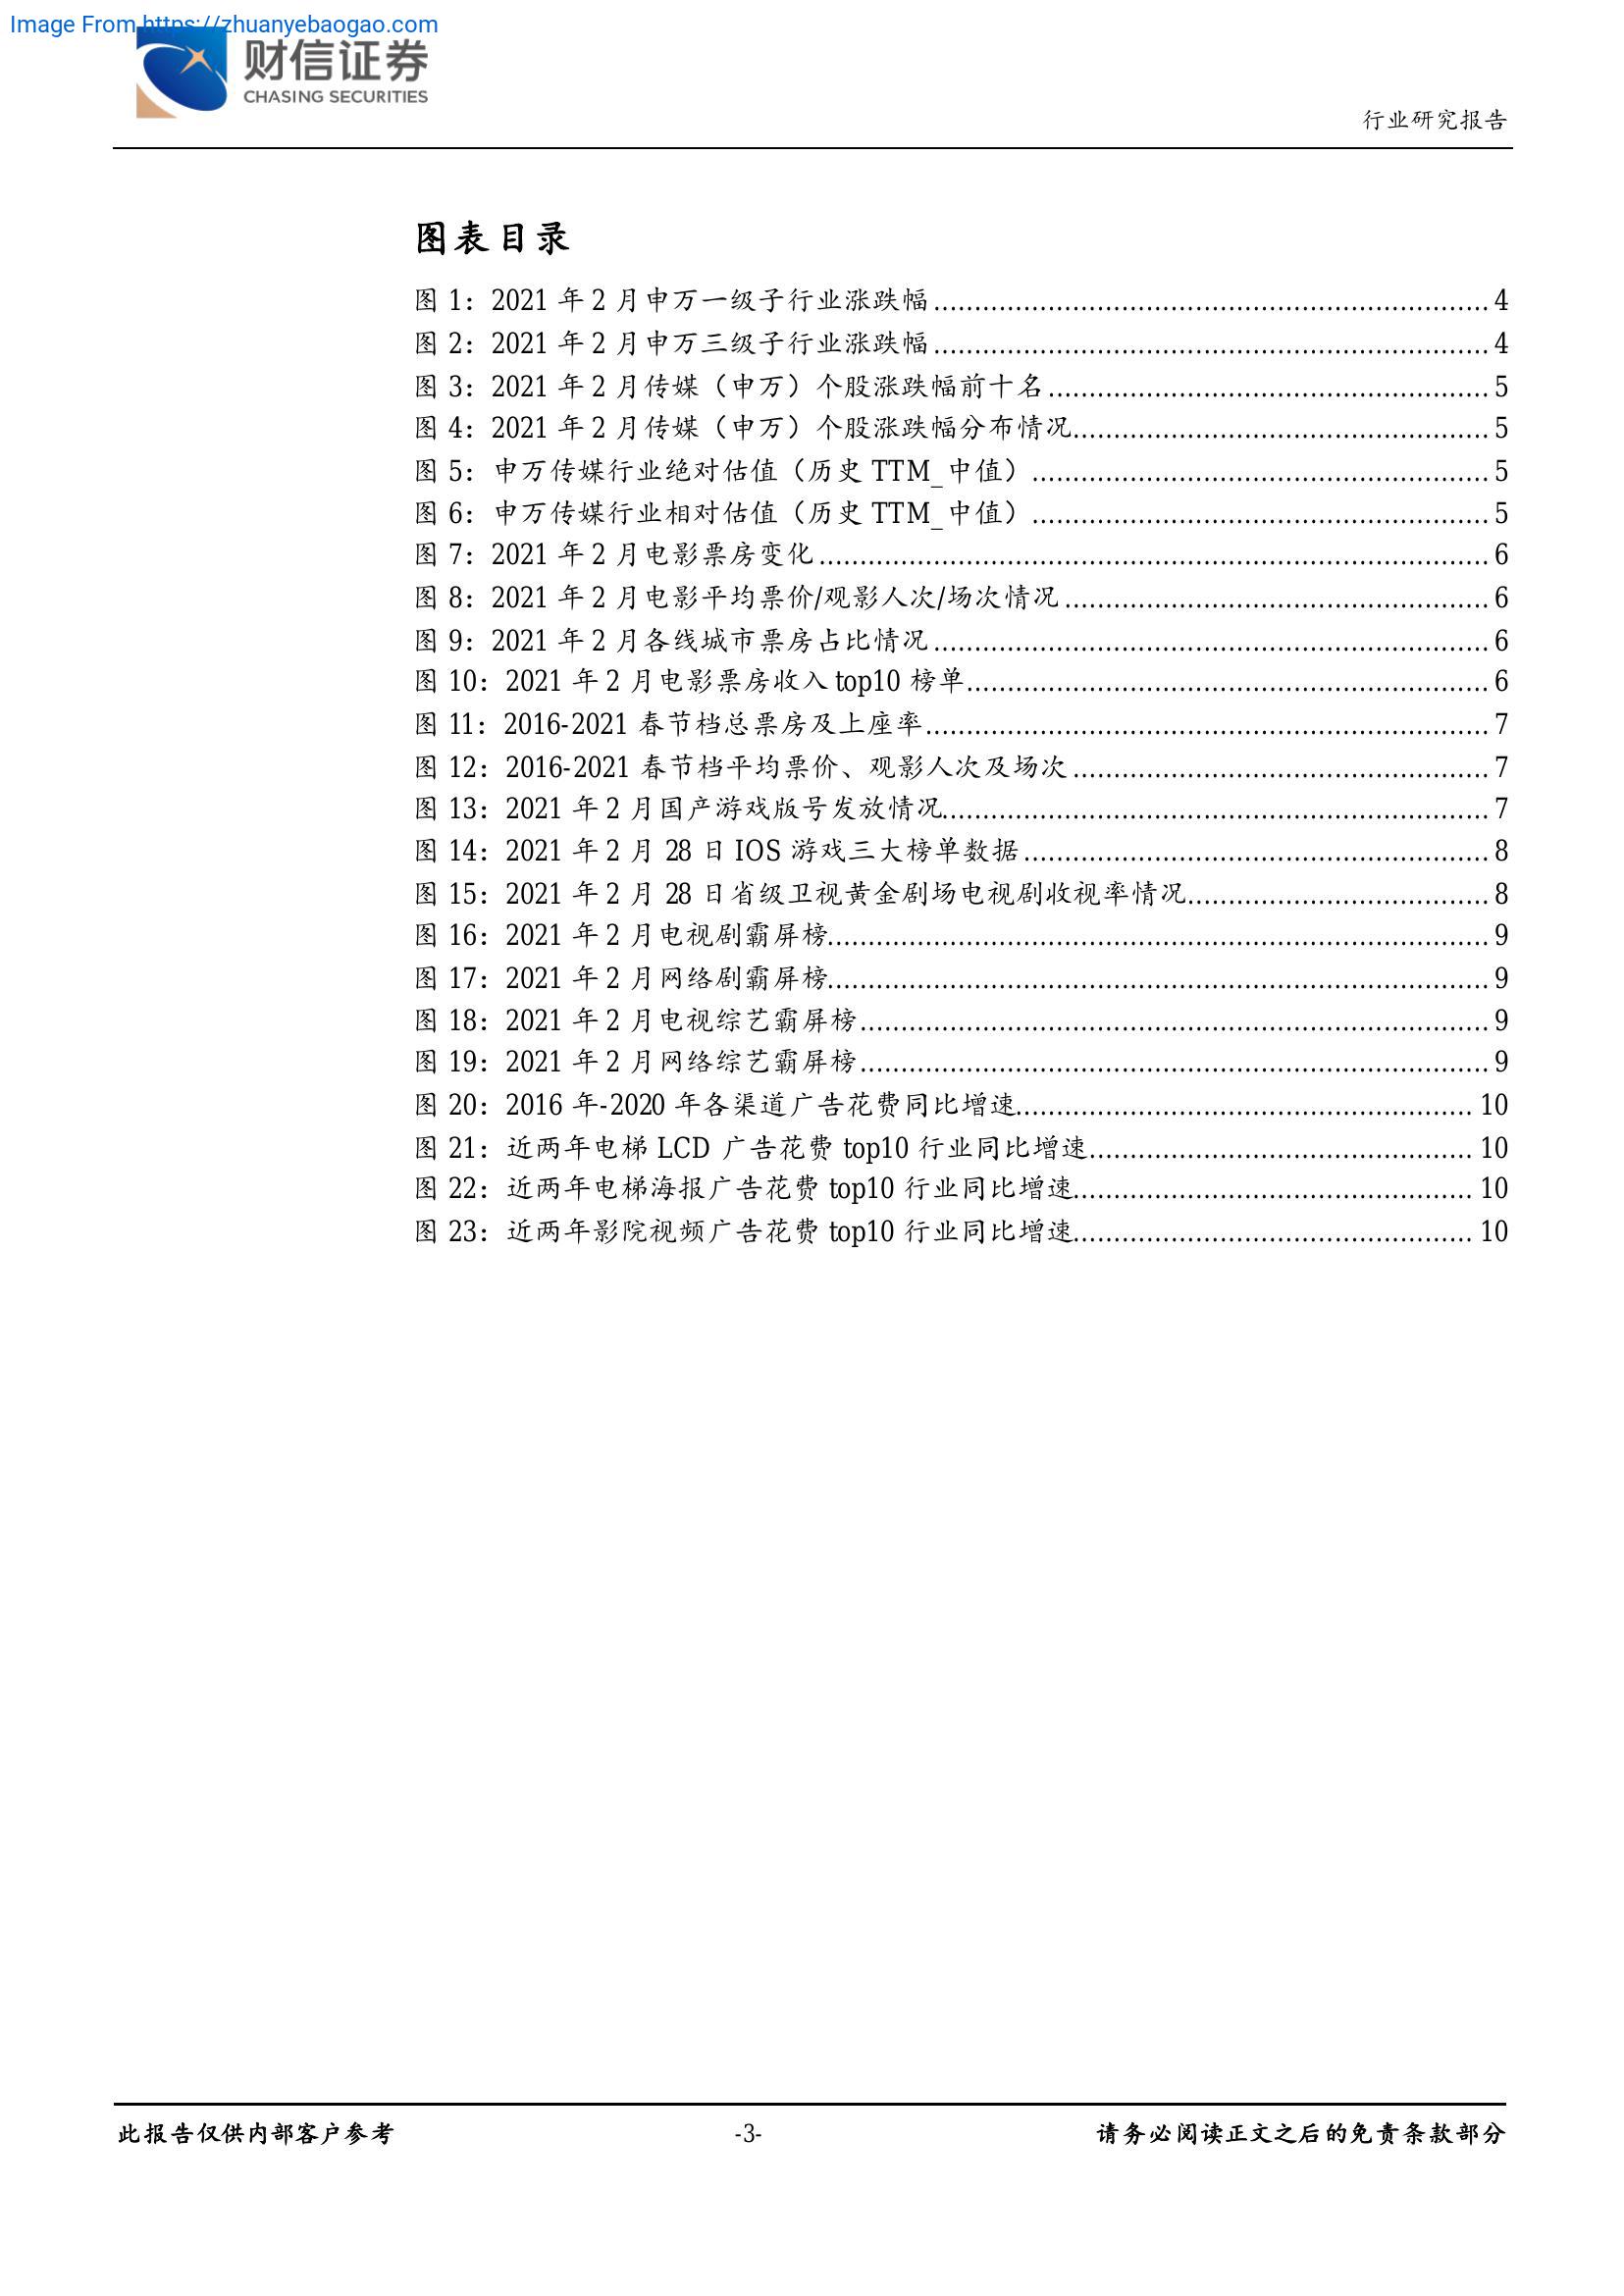 Image From https://zhuanyebaogao.com
财信证券
CHASING SECURITIES
行业研究报告
图表目录
图 1：2021 年 2 月申万一级子行业涨跌幅 4
图 2：2021 年 2 月申万三级子行业涨跌幅 4
图 3：2021 年 2 月传媒（申万）个股涨跌幅前十名 5
图 4：2021 年 2 月传媒（申万）个股涨跌幅分布情况 5
图 5：申万传媒行业绝对估值（历史 TTM_中值） 5
图 6：申万传媒行业相对估值（历史 TTM_中值） 5
图 7：2021 年 2 月电影票房变化 6
图 8：2021 年 2 月电影平均票价/观影人次/场次情况 6
图 9：2021 年 2 月各线城市票房占比情况 6
图 10：2021 年 2 月电影票房收入 top10 榜单 6
图 11：2016-2021 春节档总票房及上座率 7
图 12：2016-2021 春节档平均票价、观影人次及场次 7
图 13：2021 年 2 月国产游戏版号发放情况 7
图 14：2021 年 2 月 28 日 IOS 游戏三大榜单数据 8
图 15：2021 年 2 月 28 日省级卫视黄金剧场电视剧收视率情况 8
图 16：2021 年 2 月电视剧霸屏榜 9
图 17：2021 年 2 月网络剧霸屏榜 9
图 18：2021 年 2 月电视综艺霸屏榜 9
图 19：2021 年 2 月网络综艺霸屏榜 9
图 20：2016 年-2020 年各渠道广告花费同比增速 10
图 21：近两年电梯 LCD 广告花费 top10 行业同比增速 10
图 22：近两年电梯海报广告花费 top10 行业同比增速 10
图 23：近两年影院视频广告花费 top10 行业同比增速 10
此报告仅供内部客户参考
-3-
请务必阅读正文之后的免责条款部分